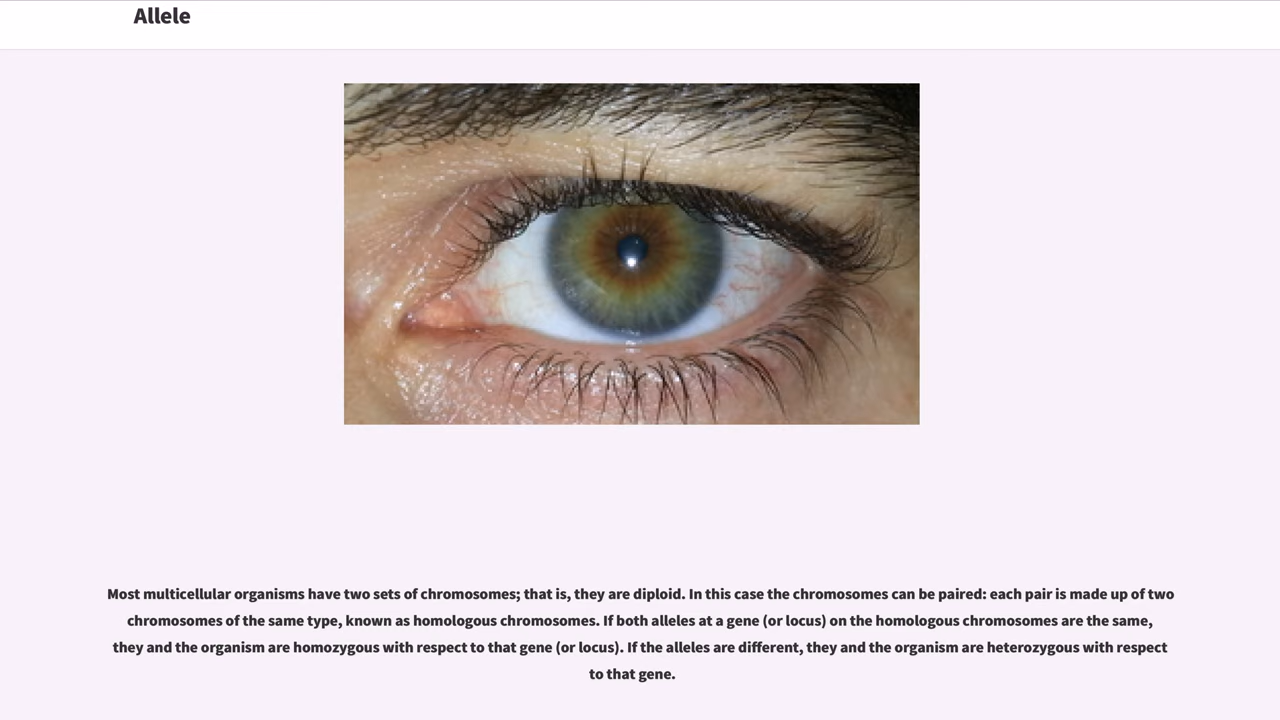 Allele
Most multicellular organisms have two sets of chromosomes; that is, they are diploid. In this case the chromosomes can be paired: each pair is made up of two
chromosomes of the same type, known as homologous chromosomes. If both alleles at a gene (or locus) on the homologous chromosomes are the same,
they and the organism are homozygous with respect to that gene (or locus). If the alleles are different, they and the organism are heterozygous with respect
to that gene.